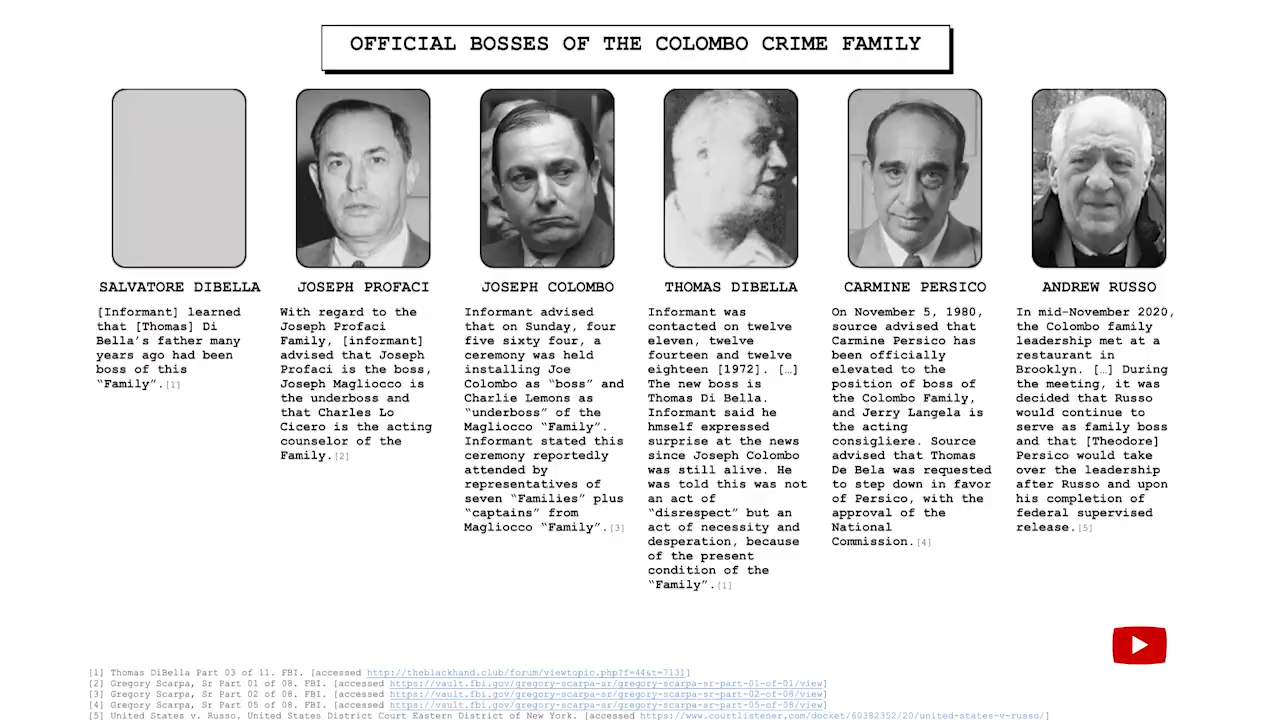 OFFICIAL BOSSES OF THE COLOMBO CRIME FAMILY
SALVATORE DIBELLA
[Informant] learned
that [Thomas] Di
Bella's father many
years ago had been
boss of this
“Family”.[1]
JOSEPH PROFACI
With regard to the
Joseph Profaci
Family, [informant]
advised that Joseph
Profaci is the boss,
Joseph Magliocco is
the underboss and
that Charles Lo
Cicero is the acting
counselor of the
Family.[2]
JOSEPH COLOMBO
Informant advised
that on Sunday, four
five sixty four, a
ceremony was held
installing Joe
Colombo as “boss” and
Charlie Lemons as
“underboss” of the
Magliocco “Family”.
Informant stated this
ceremony reportedly
attended by
representatives of
seven “Families” plus
“captains” from
Magliocco “Family”.[3]
THOMAS DIBELLA
Informant was
contacted on twelve
eleven, twelve
fourteen and twelve
eighteen [1972]. […]
The new boss is
Thomas Di Bella.
Informant said he
hmself expressed
surprise at the news
since Joseph Colombo
was still alive. He
was told this was not
an act of
“disrespect” but an
act of necessity and
desperation, because
of the present
condition of the
“Family”.[1]
CARMINE PERSICO
On November 5, 1980,
source advised that
Carmine Persico has
been officially
elevated to the
position of boss of
the Colombo Family,
and Jerry Langela is
the acting
consigliere. Source
advised that Thomas
De Bela was requested
to step down in favor
of Persico, with the
approval of the
National
Commission.[4]
ANDREW RUSSO
In mid-November 2020,
the Colombo family
leadership met at a
restaurant in
Brooklyn. […] During
the meeting, it was
decided that Russo
would continue to
serve as family boss
and that [Theodore]
Persico would take
over the leadership
after Russo and upon
his completion of
federal supervised
release.[5]
[1] Thomas DiBella Part 03 of 11. FBI. [accessed http://theblackhand.club/forum/viewtopic.php?f=44&t=7131]
[2] Gregory Scarpa, Sr Part 01 of 08. FBI. [accessed https://vault.fbi.gov/gregory-scarpa-sr/gregory-scarpa-sr-part-01-of-01/view]
[3] Gregory Scarpa, Sr Part 02 of 08. FBI. [accessed https://vault.fbi.gov/gregory-scarpa-sr/gregory-scarpa-sr-part-02-of-08/view]
[4] Gregory Scarpa, Sr Part 05 of 08. FBI. [accessed https://vault.fbi.gov/gregory-scarpa-sr/gregory-scarpa-sr-part-05-of-08/view]
[5] United States v. Russo. United States District Court Eastern District of New York. [accessed https://www.courtlistener.com/docket/60382352/20/united-states-v-russo/]